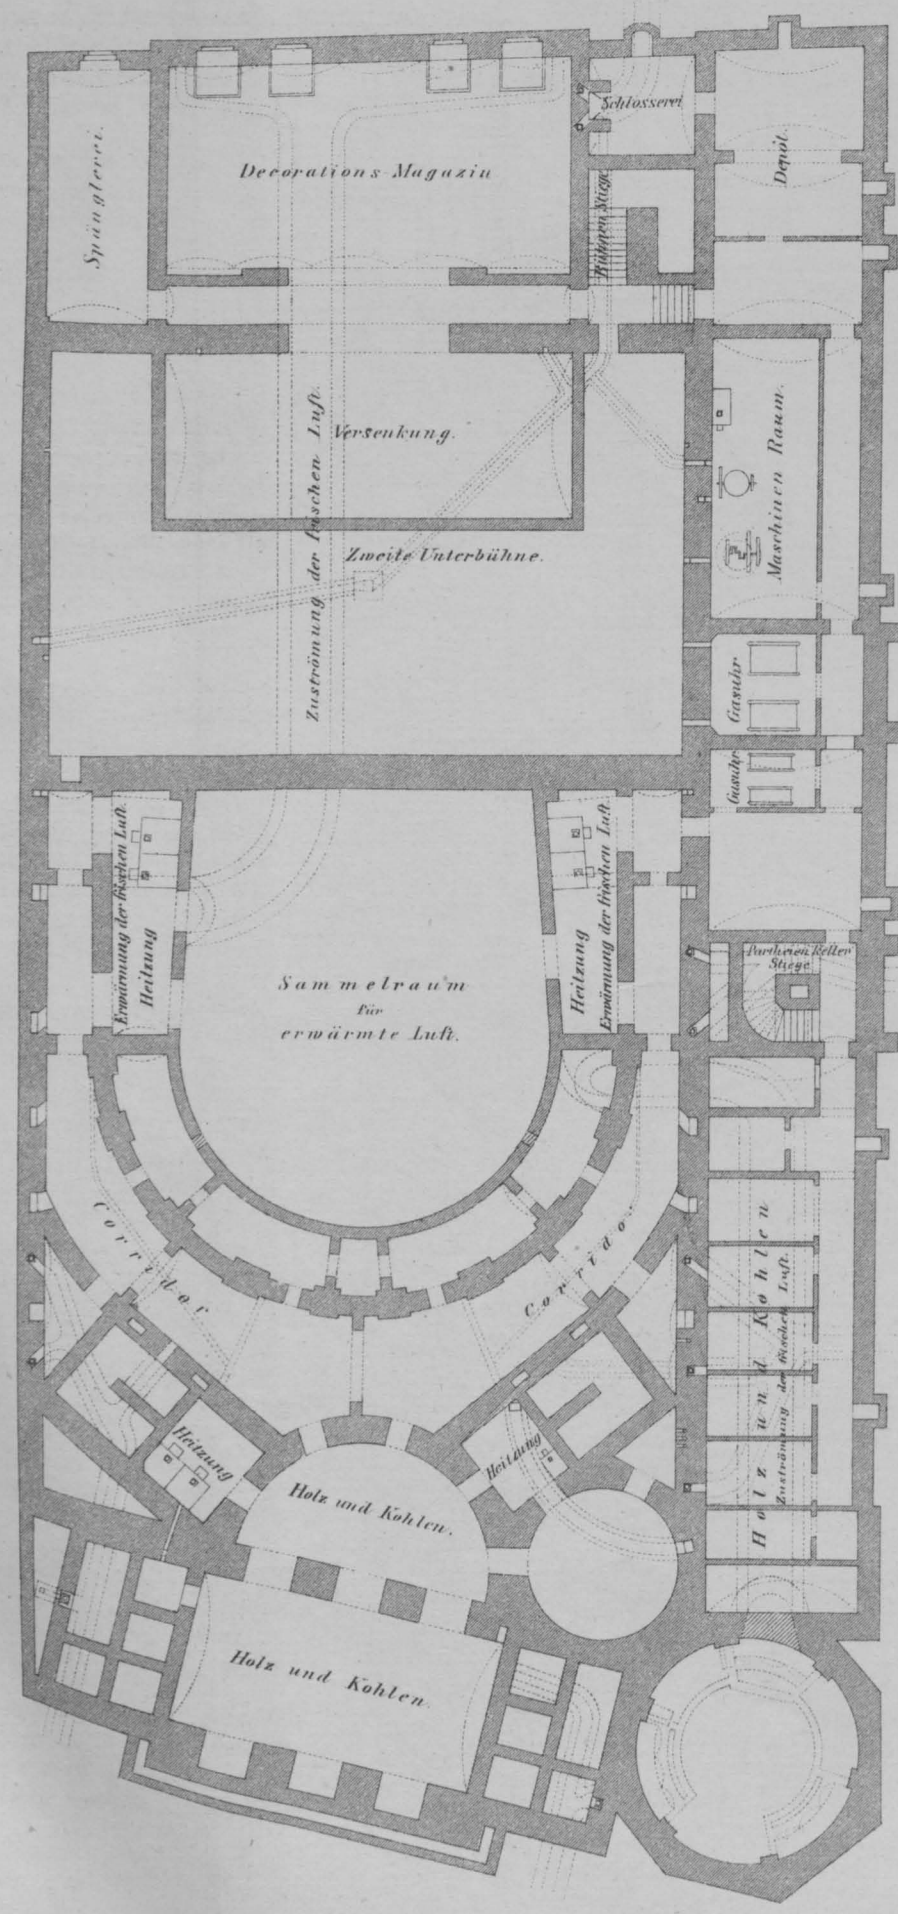 Spänglerei.
Decorations-Magazin
Schlosserei
Depôt.
Bühnen Stiege
Versenkung.
Zuströmung der frischen Luft.
Zweite Unterbühne.
Maschinen Raum.
Gasuhr
Gasuhr
Erwärmung der frischen Luft.
Heitzung
Sammelraum
für
erwärmte Luft.
Heitzung
Erwärmung der frischen Luft.
Partheien Keller
Stiege
Corridor
Corridor
Holz und Kohlen
Zuströmung der frischen Luft.
Heitzung
Heitzung
Holz und Kohlen.
Holz und Kohlen.